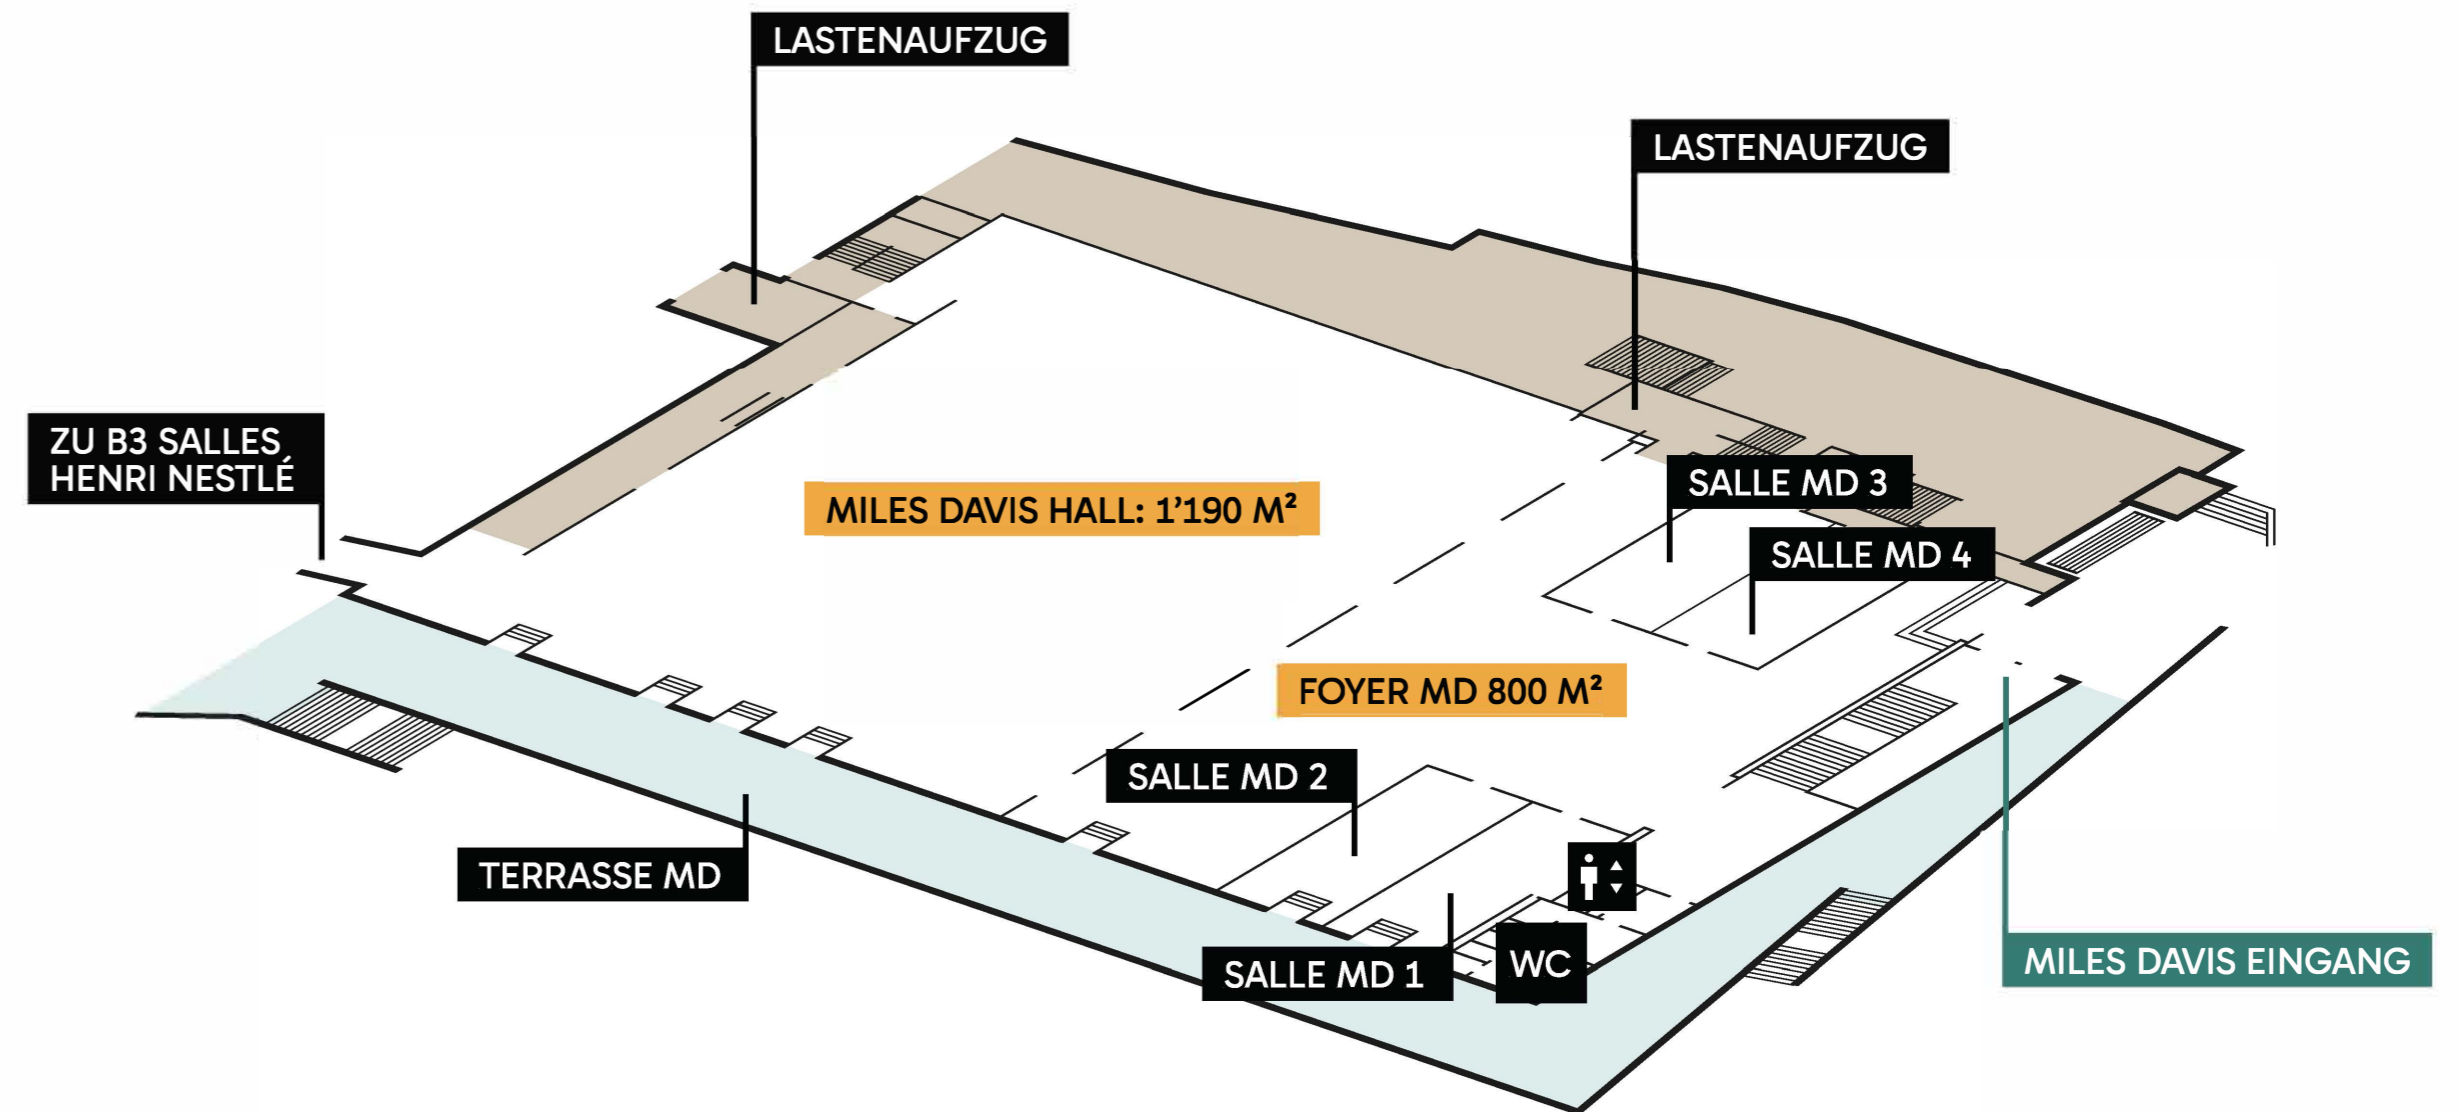 LASTENAUFZUG
LASTENAUFZUG
ZU B3 SALLES
HENRI NESTLÉ
MILES DAVIS HALL: 1’190 M²
SALLE MD 3
SALLE MD 4
FOYER MD 800 M²
SALLE MD 2
TERRASSE MD
SALLE MD 1
WC
MILES DAVIS EINGANG